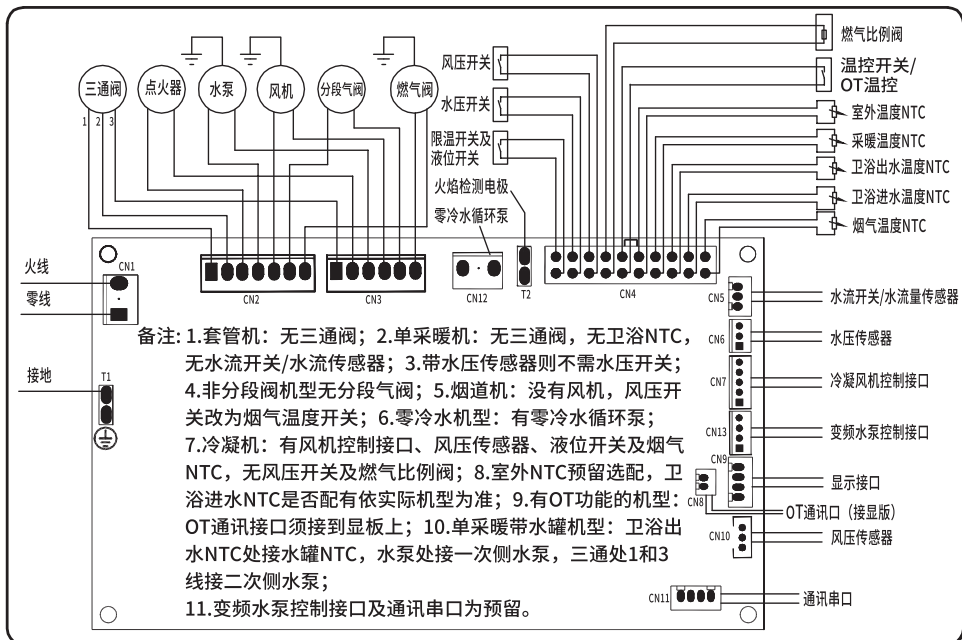 燃气比例阀
风压开关
温控开关/
OT温控
三通阀
点火器
水泵
风机
分段气阀
燃气阀
水压开关
室外温度NTC
1 2 3
限温开关及
液位开关
采暖温度NTC
卫浴出水温度NTC
火焰检测电极
卫浴进水温度NTC
零冷水循环泵
烟气温度NTC
火线
CN1
零线
CN2
CN3
CN12
T2
CN4
CN5
水流开关/水流量传感器
CN6
水压传感器
接地
T1
CN7
冷凝风机控制接口
CN13
变频水泵控制接口
CN9
显示接口
CN8
OT通讯口（接显版）
CN10
风压传感器
CN11
通讯串口
备注: 1.套管机：无三通阀；2.单采暖机：无三通阀，无卫浴NTC，
无水流开关/水流传感器；3.带水压传感器则不需水压开关；
4.非分段阀机型无分段气阀；5.烟道机：没有风机，风压开
关改为烟气温度开关；6.零冷水机型：有零冷水循环泵；
7.冷凝机：有风机控制接口、风压传感器、液位开关及烟气
NTC，无风压开关及燃气比例阀；8.室外NTC预留选配，卫
浴进水NTC是否配有依实际机型为准；9.有OT功能的机型：
OT通讯接口须接到显板上；10.单采暖带水罐机型：卫浴出
水NTC处接水罐NTC，水泵处接一次侧水泵，三通处1和3
线接二次侧水泵；
11.变频水泵控制接口及通讯串口为预留。